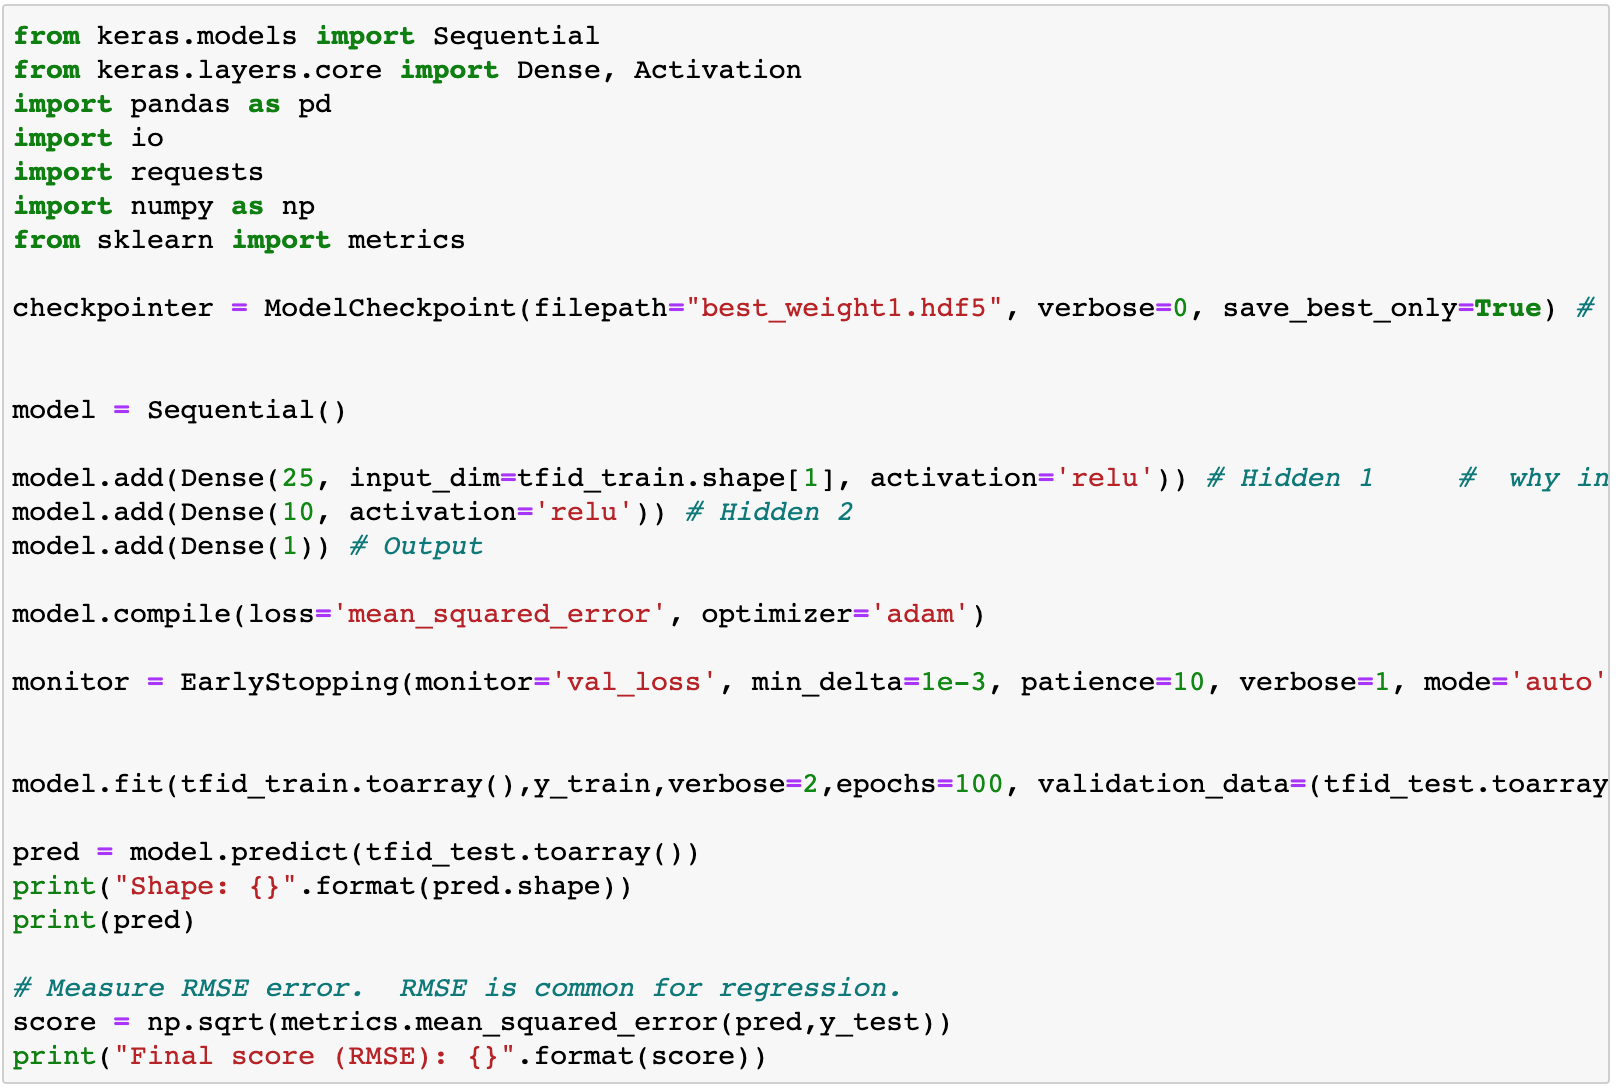 from keras.models import Sequential
from keras.layers.core import Dense, Activation
import pandas as pd
import io
import requests
import numpy as np
from sklearn import metrics
checkpointer = ModelCheckpoint(filepath="best_weight1.hdf5", verbose=0, save_best_only=True) #
model = Sequential()
model.add(Dense(25, input_dim=tfid_train.shape[1], activation='relu')) # Hidden 1     #  why in
model.add(Dense(10, activation='relu')) # Hidden 2
model.add(Dense(1)) # Output
model.compile(loss='mean_squared_error', optimizer='adam')
monitor = EarlyStopping(monitor='val_loss', min_delta=1e-3, patience=10, verbose=1, mode='auto'
model.fit(tfid_train.toarray(),y_train,verbose=2,epochs=100, validation_data=(tfid_test.toarray
pred = model.predict(tfid_test.toarray())
print("Shape: {}".format(pred.shape))
print(pred)
# Measure RMSE error.  RMSE is common for regression.
score = np.sqrt(metrics.mean_squared_error(pred,y_test))
print("Final score (RMSE): {}".format(score))